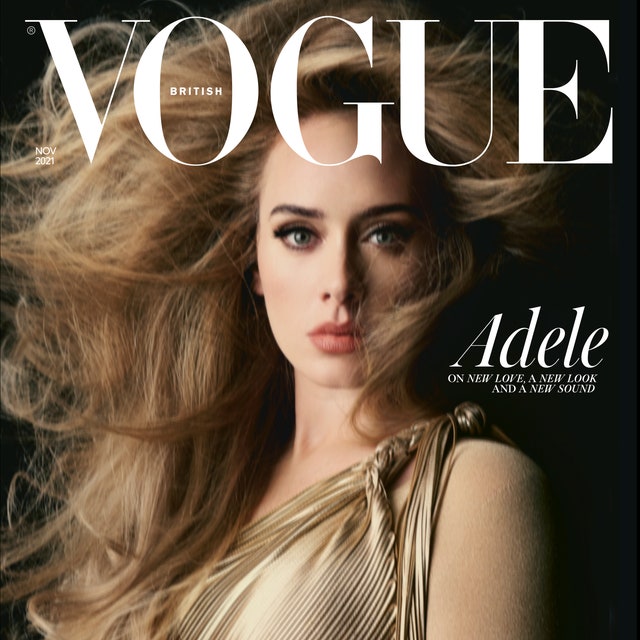 ®
VOGUE
BRITISH
NOV
2021
Adele
ON NEW LOVE, A NEW LOOK
AND A NEW SOUND